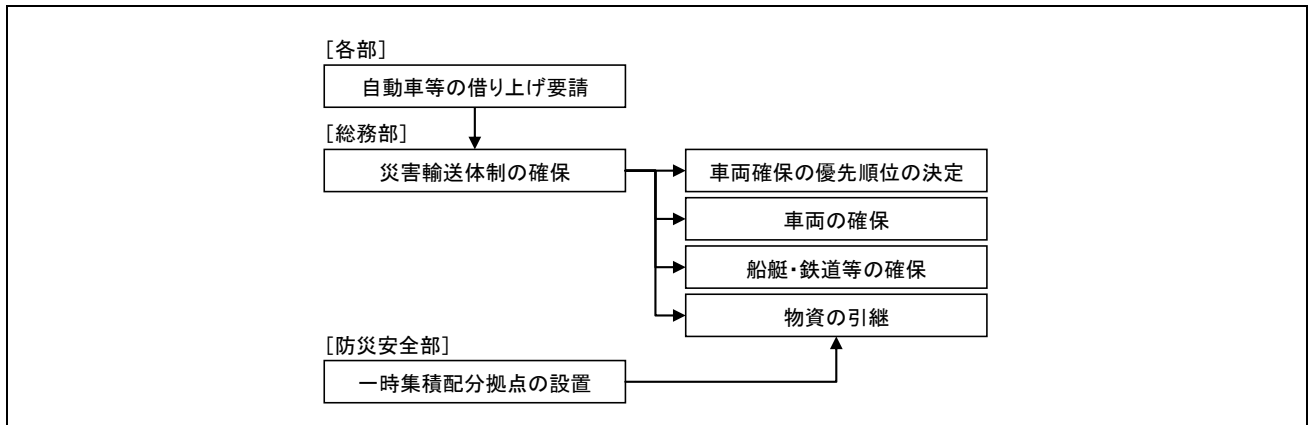 ［各部］
自動車等の借り上げ要請
［総務部］
災害輸送体制の確保
車両確保の優先順位の決定
車両の確保
船艇・鉄道等の確保
物資の引継
［防災安全部］
一時集積配分拠点の設置